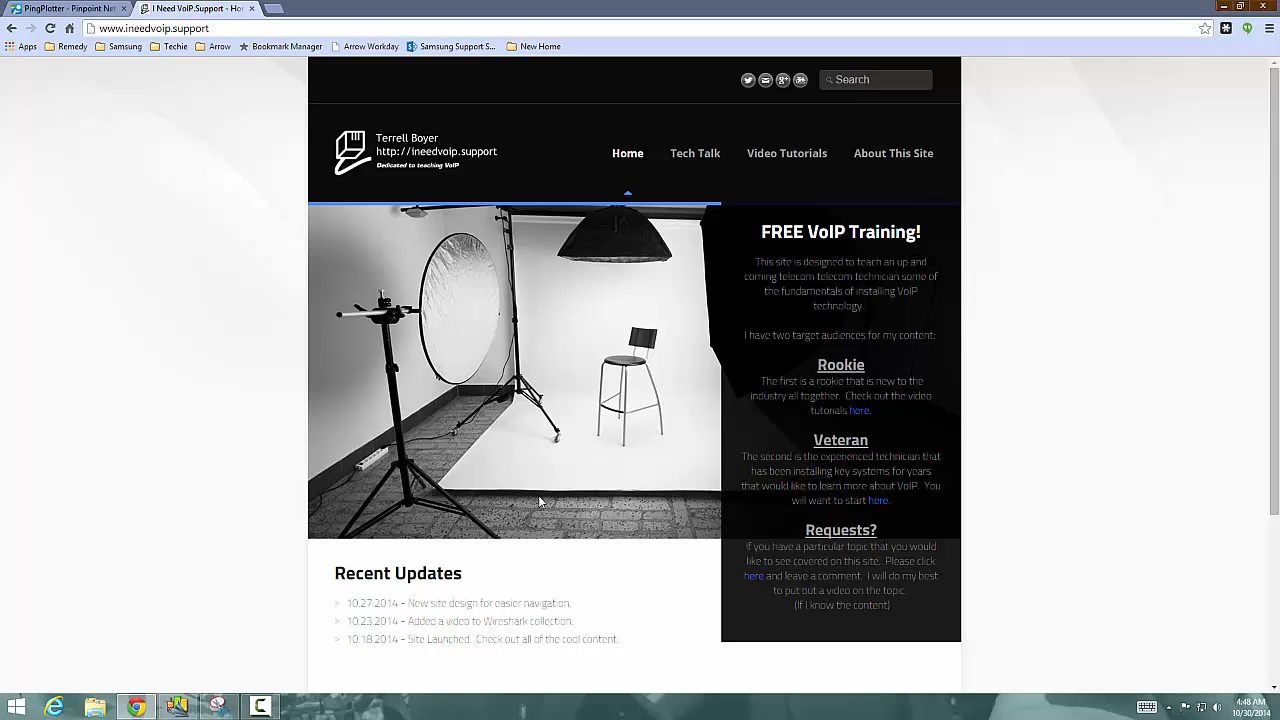 PingPlotter - Pinpoint Net
I Need VoIP.Support - Ho
www.ineedvoip.support
Apps Remedy Samsung Techie Arrow Bookmark Manager Arrow Workday Samsung Support S... New Home
Search
Terrell Boyer
http://ineedvoip.support
Dedicated to teaching VoIP
Home Tech Talk Video Tutorials About This Site
FREE VoIP Training!
This site is designed to teach an up and
coming telecom telecom technician some of
the fundamentals of installing VoIP
technology
I have two target audiences for my content:
Rookie
The first is a rookie that is new to the
industry all together. Check out the video
tutorials here.
Veteran
The second is the experienced technician that
has been installing key systems for years
that would like to learn more about VoIP. You
will want to start here.
Requests?
If you have a particular topic that you would
like to see covered on this site. Please click
here and leave a comment. I will do my best
to put out a video on the topic.
(If I know the content)
Recent Updates
> 10.27.2014 - New site design for easier navigation.
> 10.23.2014 - Added a video to Wireshark collection.
> 10.18.2014 - Site Launched. Check out all of the cool content.
4:48 AM
10/30/2014